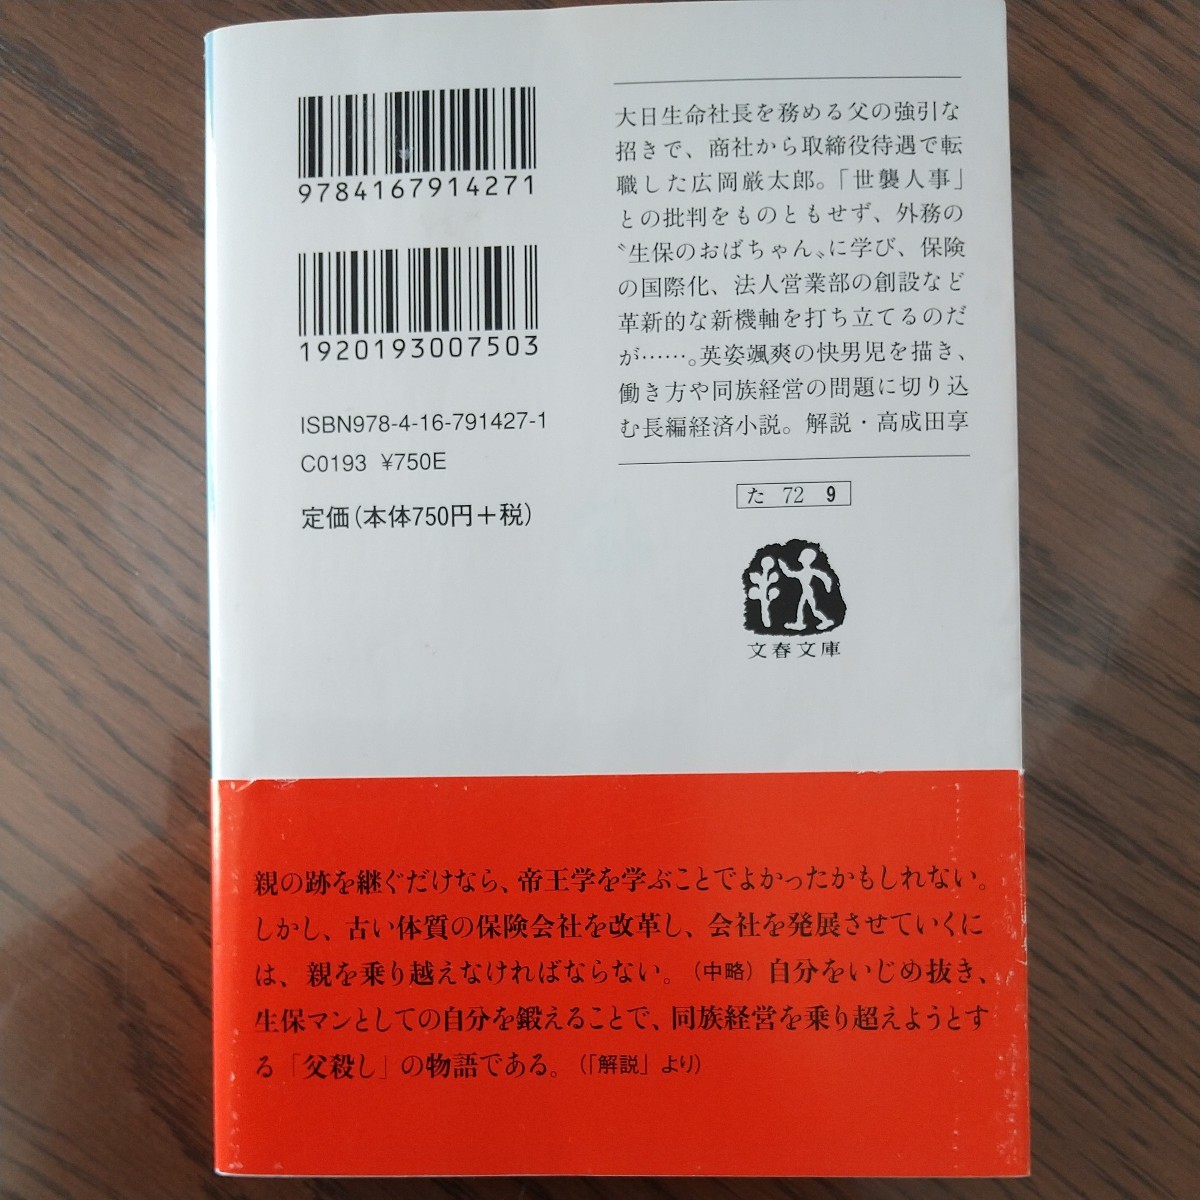 9784167914271
1920193007503
ISBN978-4-16-791427-1
C0193 ¥750E
定価(本体750円+税)
大日生命社長を務める父の強引な
招きで、商社から取締役待遇で転
職した広岡厳太郎。「世襲人事」
との批判をものともせず、外務の
〝生保のおばちゃん〟に学び、保険
の国際化、法人営業部の創設など
革新的な新機軸を打ち立てるのだ
が……。英姿颯爽の快男児を描き、
働き方や同族経営の問題に切り込
む長編経済小説。解説・高成田享
た 72 9
文春文庫
親の跡を継ぐだけなら、帝王学を学ぶことでよかったかもしれない。
しかし、古い体質の保険会社を改革し、会社を発展させていくに
は、親を乗り越えなければならない。(中略)自分をいじめ抜き、
生保マンとしての自分を鍛えることで、同族経営を乗り超えようとす
る「父殺し」の物語である。(「解説」より)